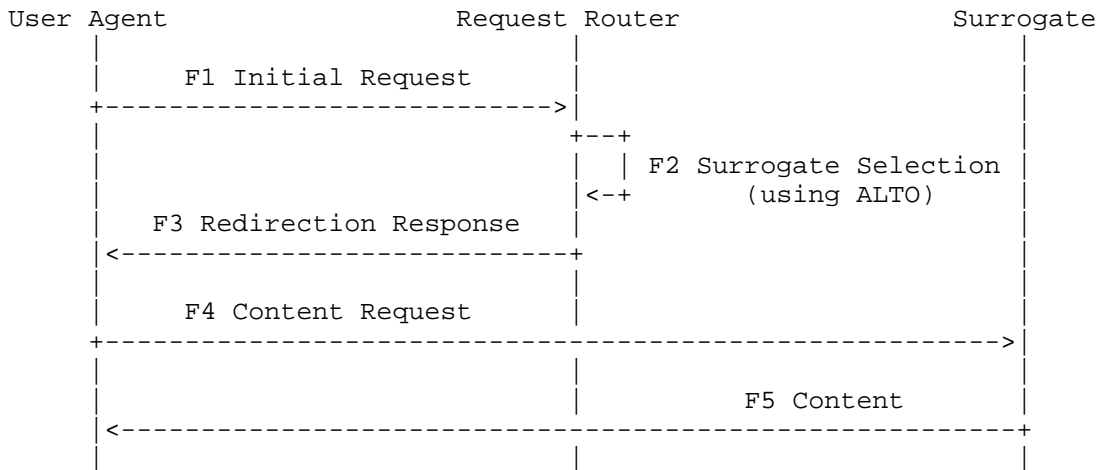 User Agent Request Router Surrogate
F1 Initial Request
F2 Surrogate Selection
(using ALTO)
F3 Redirection Response
F4 Content Request
F5 Content